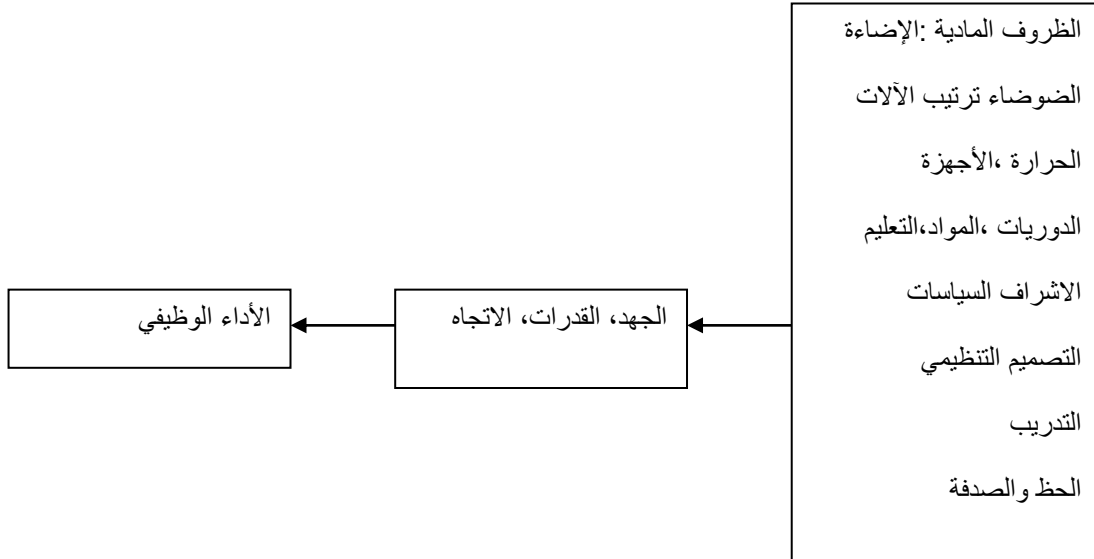 الظروف المادية :الإضاءة
الضوضاء ترتيب الآلات
الحرارة ،الأجهزة
الدوريات ،المواد،التعليم
الاشراف السياسات
التصميم التنظيمي
التدريب
الحظ والصدفة
الجهد، القدرات، الاتجاه
الأداء الوظيفي